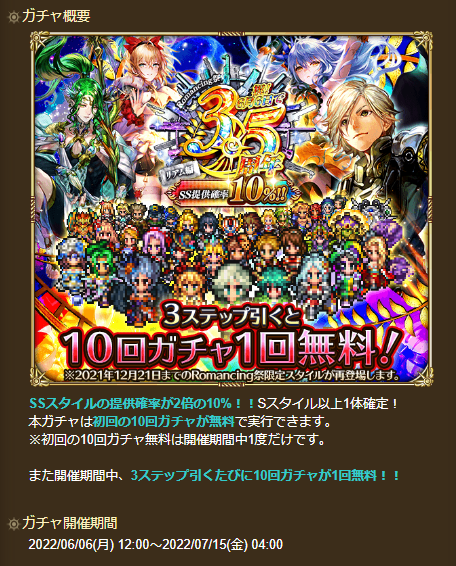 ガチャ概要
Romancing祭
祭!
3.5
周年
リアム編
SS提供確率10%!!
3ステップ引くと
10回ガチャ1回無料!
※2021年12月21日までのRomancing祭限定スタイルが再登場します。
SSスタイルの提供確率が2倍の10%！！Sスタイル以上1体確定！
本ガチャは初回の10回ガチャが無料で実行できます。
※初回の10回ガチャ無料は開催期間中1度だけです。
また開催期間中、3ステップ引くたびに10回ガチャが1回無料！！
ガチャ開催期間
2022/06/06(月) 12:00～2022/07/15(金) 04:00